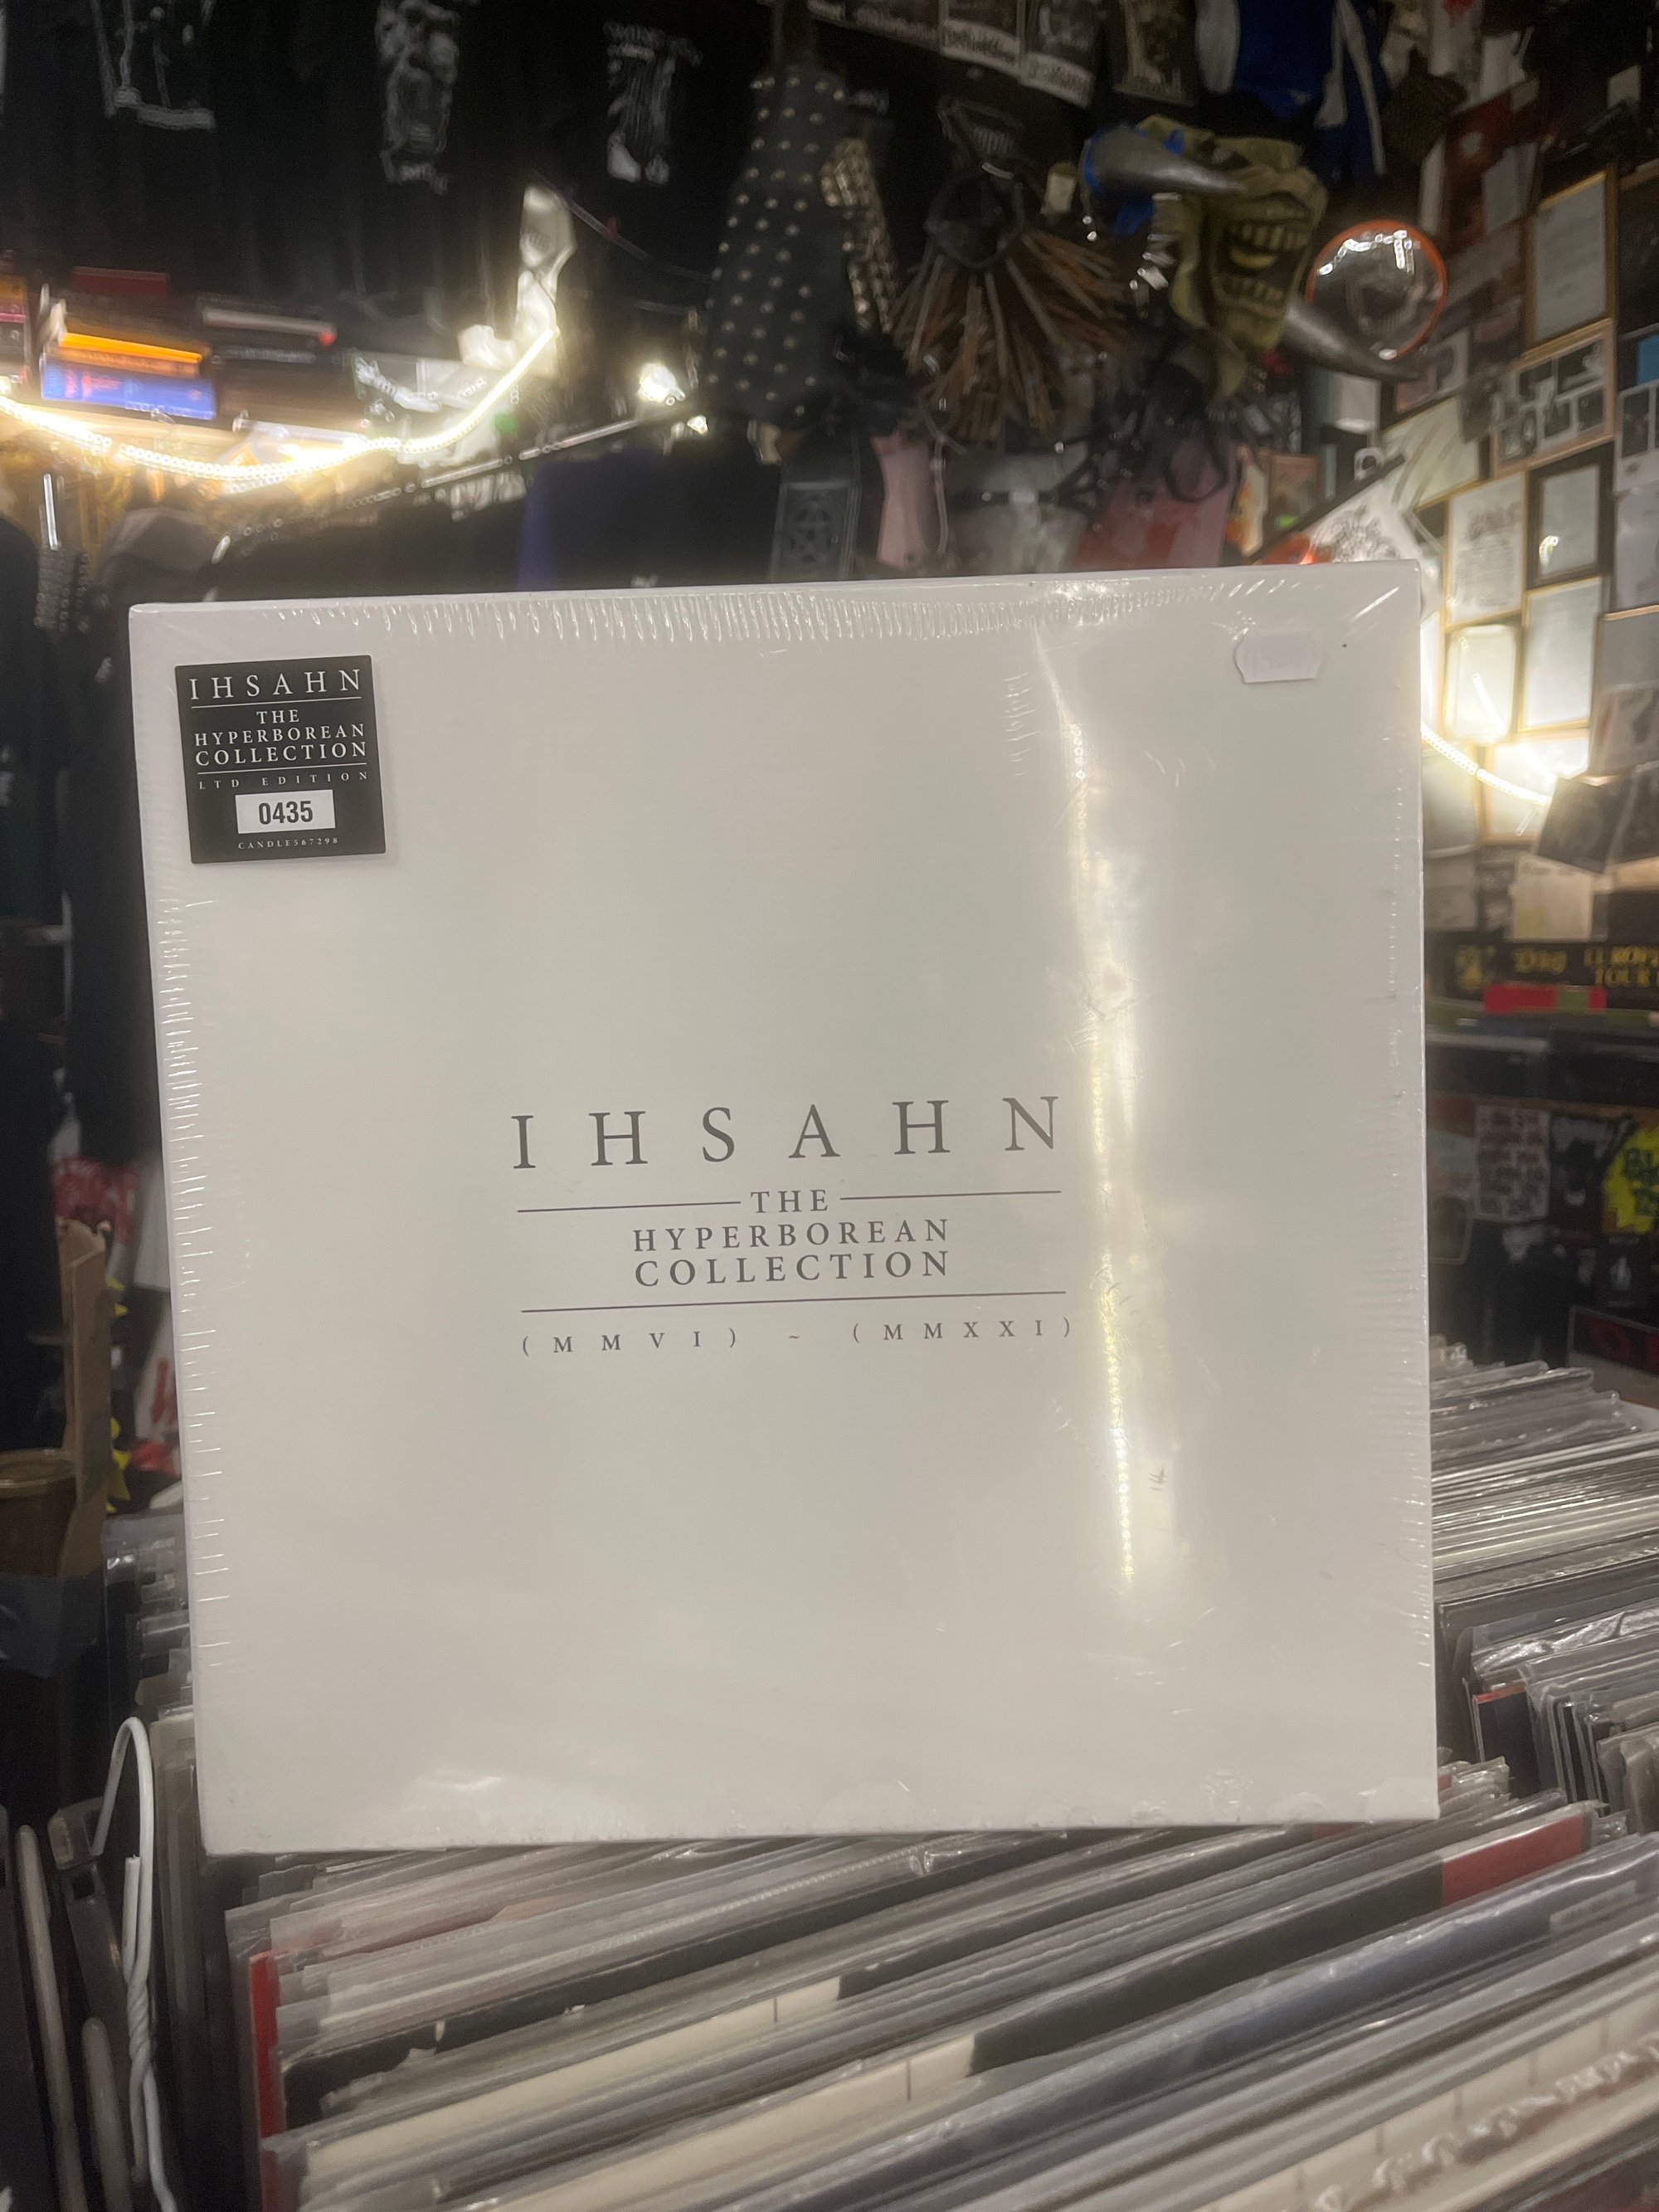 IHSAHN
THE
HYPERBOREAN
COLLECTION
LTD EDITION
0435
CANDLE567298
IHSAHN
THE
HYPERBOREAN
COLLECTION
(MMVI) ~ (MMXXI)